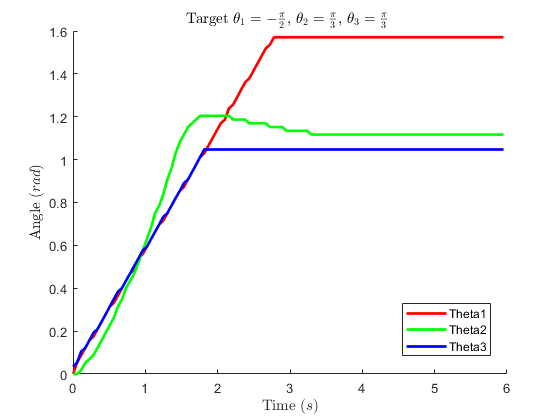 Target θ₁ = −π/2, θ₂ = π/3, θ₃ = π/3
1.6
1.4
1.2
1
0.8
0.6
0.4
0.2
0
Angle (rad)
0 1 2 3 4 5 6
Time (s)
Theta1
Theta2
Theta3